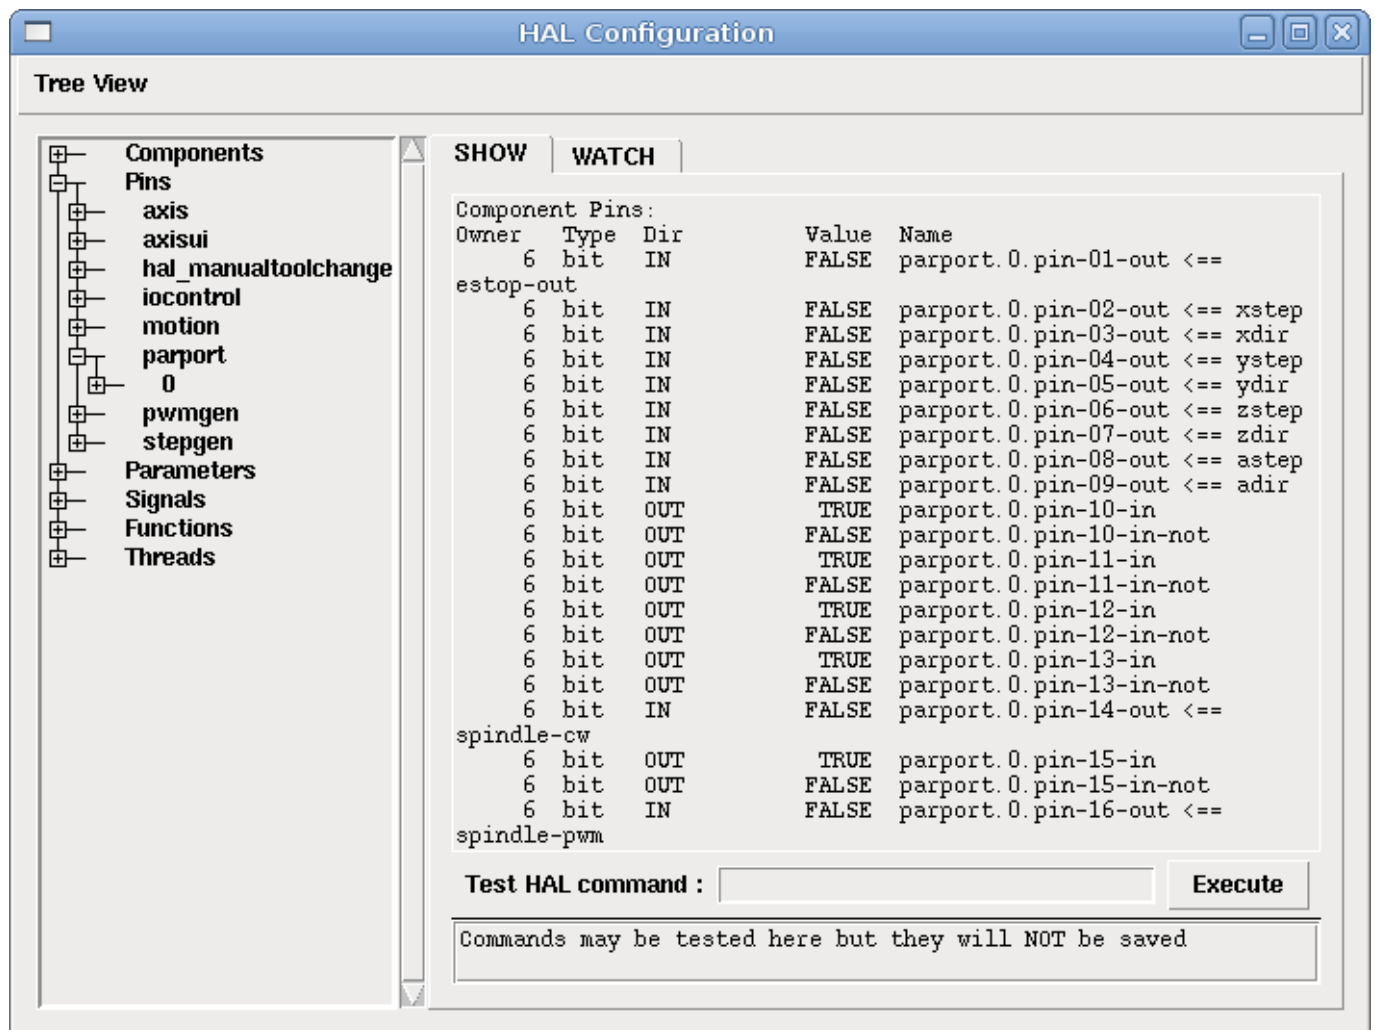 HAL Configuration
Tree View
Components
Pins
axis
axisui
hal_manualtoolchange
iocontrol
motion
parport
0
pwmgen
stepgen
Parameters
Signals
Functions
Threads
SHOW WATCH
Component Pins:
Owner Type Dir Value Name
6 bit IN FALSE parport.0.pin-01-out <==
estop-out
6 bit IN FALSE parport.0.pin-02-out <== xstep
6 bit IN FALSE parport.0.pin-03-out <== xdir
6 bit IN FALSE parport.0.pin-04-out <== ystep
6 bit IN FALSE parport.0.pin-05-out <== ydir
6 bit IN FALSE parport.0.pin-06-out <== zstep
6 bit IN FALSE parport.0.pin-07-out <== zdir
6 bit IN FALSE parport.0.pin-08-out <== astep
6 bit IN FALSE parport.0.pin-09-out <== adir
6 bit OUT TRUE parport.0.pin-10-in
6 bit OUT FALSE parport.0.pin-10-in-not
6 bit OUT TRUE parport.0.pin-11-in
6 bit OUT FALSE parport.0.pin-11-in-not
6 bit OUT TRUE parport.0.pin-12-in
6 bit OUT FALSE parport.0.pin-12-in-not
6 bit OUT TRUE parport.0.pin-13-in
6 bit OUT FALSE parport.0.pin-13-in-not
6 bit IN FALSE parport.0.pin-14-out <==
spindle-cw
6 bit OUT TRUE parport.0.pin-15-in
6 bit OUT FALSE parport.0.pin-15-in-not
6 bit IN FALSE parport.0.pin-16-out <==
spindle-pwm
Test HAL command : Execute
Commands may be tested here but they will NOT be saved